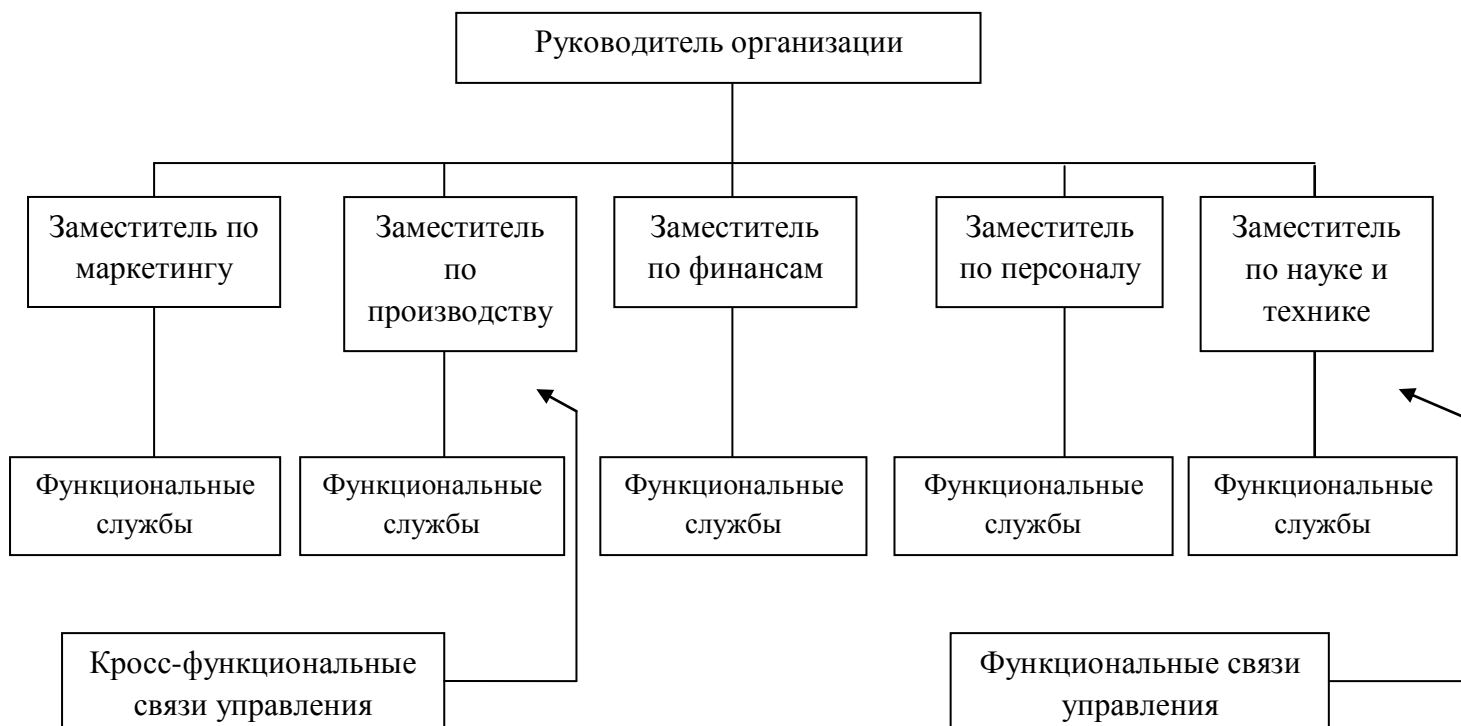 Руководитель организации
Заместитель по
маркетингу
Заместитель
по
производству
Заместитель
по финансам
Заместитель
по персоналу
Заместитель
по науке и
технике
Функциональные
службы
Функциональные
службы
Функциональные
службы
Функциональные
службы
Функциональные
службы
Кросс-функциональные
связи управления
Функциональные связи
управления